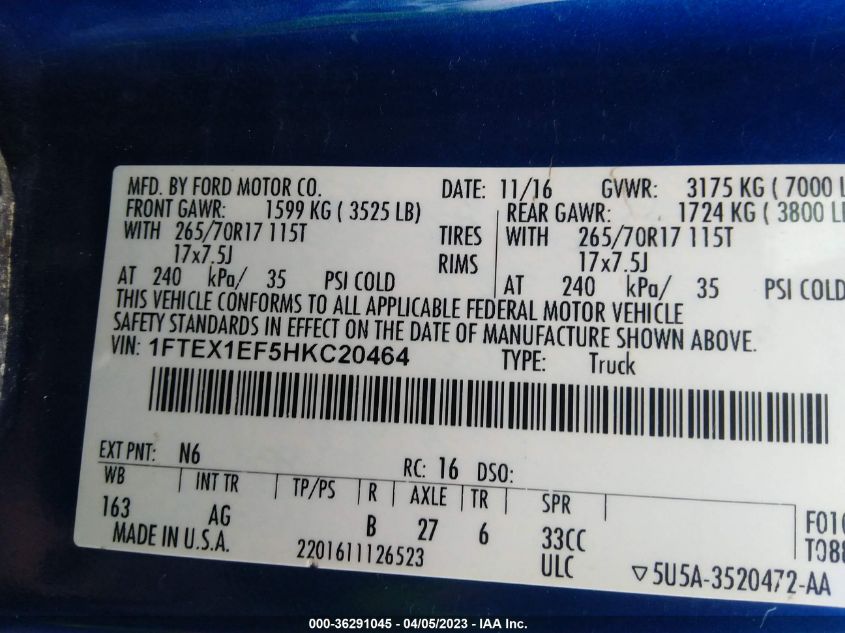 MFD. BY FORD MOTOR CO. DATE: 11/16 GVWR: 3175 KG ( 7000 L
FRONT GAWR: 1599 KG ( 3525 LB) REAR GAWR: 1724 KG ( 3800 LB
WITH 265/70R17 115T TIRES WITH 265/70R17 115T
17x7.5J RIMS 17x7.5J
AT 240 kPa/ 35 PSI COLD AT 240 kPa/ 35 PSI COLD
THIS VEHICLE CONFORMS TO ALL APPLICABLE FEDERAL MOTOR VEHICLE
SAFETY STANDARDS IN EFFECT ON THE DATE OF MANUFACTURE SHOWN ABOVE.
VIN: 1FTEX1EF5HKC20464 TYPE: Truck
EXT PNT: N6 RC: 16 DSO:
WB INT TR TP/PS R AXLE TR SPR
163 AG B 27 6 33CC F01
MADE IN U.S.A. 2201611126523 ULC T08
▽5U5A-3520472-AA
000-36291045 - 04/05/2023 - IAA Inc.